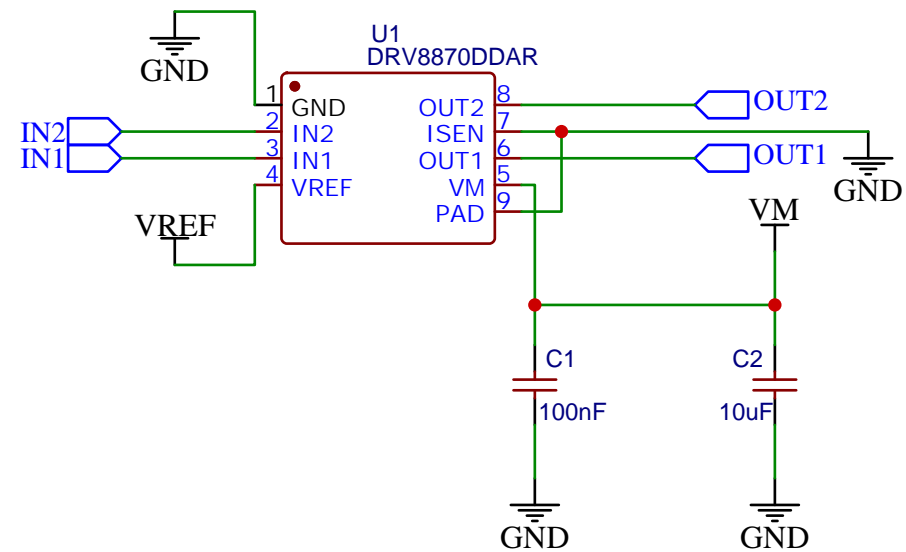 U1
DRV8870DDAR
GND
1
GND
OUT2
8
OUT2
IN2
2
IN2
ISEN
7
IN1
3
IN1
OUT1
6
OUT1
4
VREF
VM
5
GND
PAD
9
VREF
VM
C1
100nF
C2
10uF
GND
GND